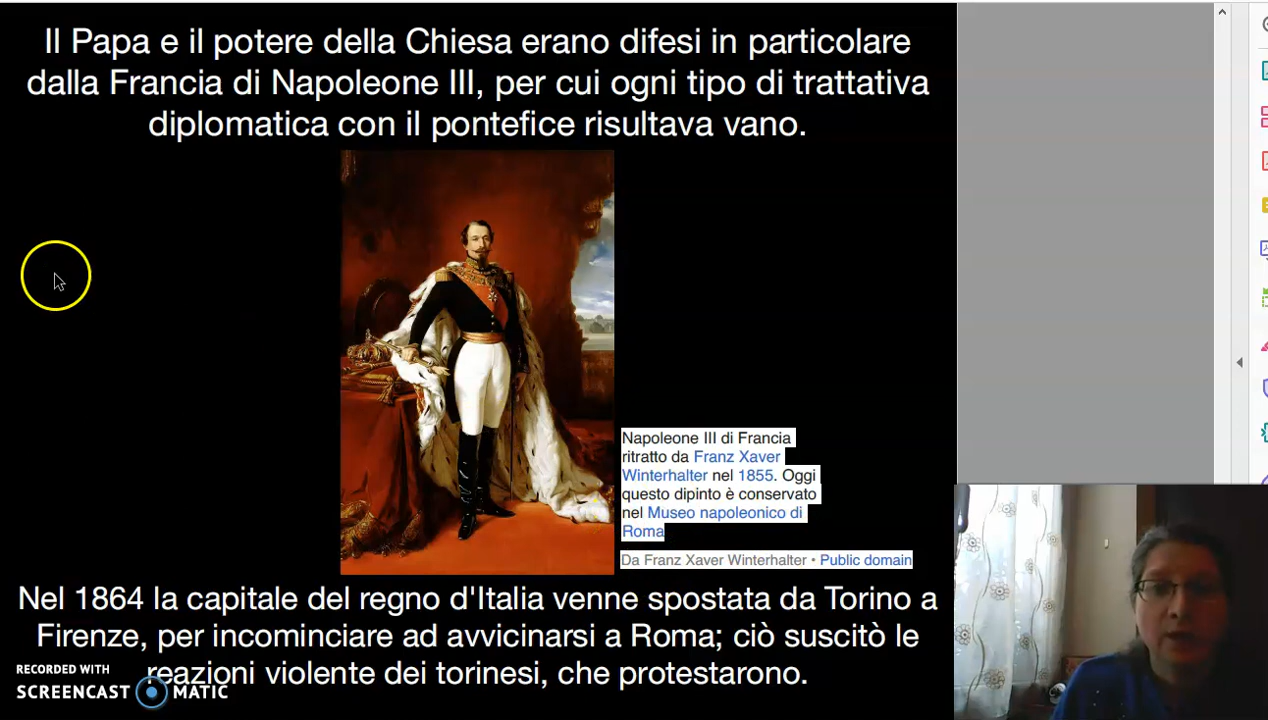 Il Papa e il potere della Chiesa erano difesi in particolare
dalla Francia di Napoleone III, per cui ogni tipo di trattativa
diplomatica con il pontefice risultava vano.
Napoleone III di Francia
ritratto da Franz Xaver
Winterhalter nel 1855. Oggi
questo dipinto è conservato
nel Museo napoleonico di
Roma
Da Franz Xaver Winterhalter • Public domain
Nel 1864 la capitale del regno d'Italia venne spostata da Torino a
Firenze, per incominciare ad avvicinarsi a Roma; ciò suscitò le
reazioni violente dei torinesi, che protestarono.
RECORDED WITH
SCREENCAST MATIC